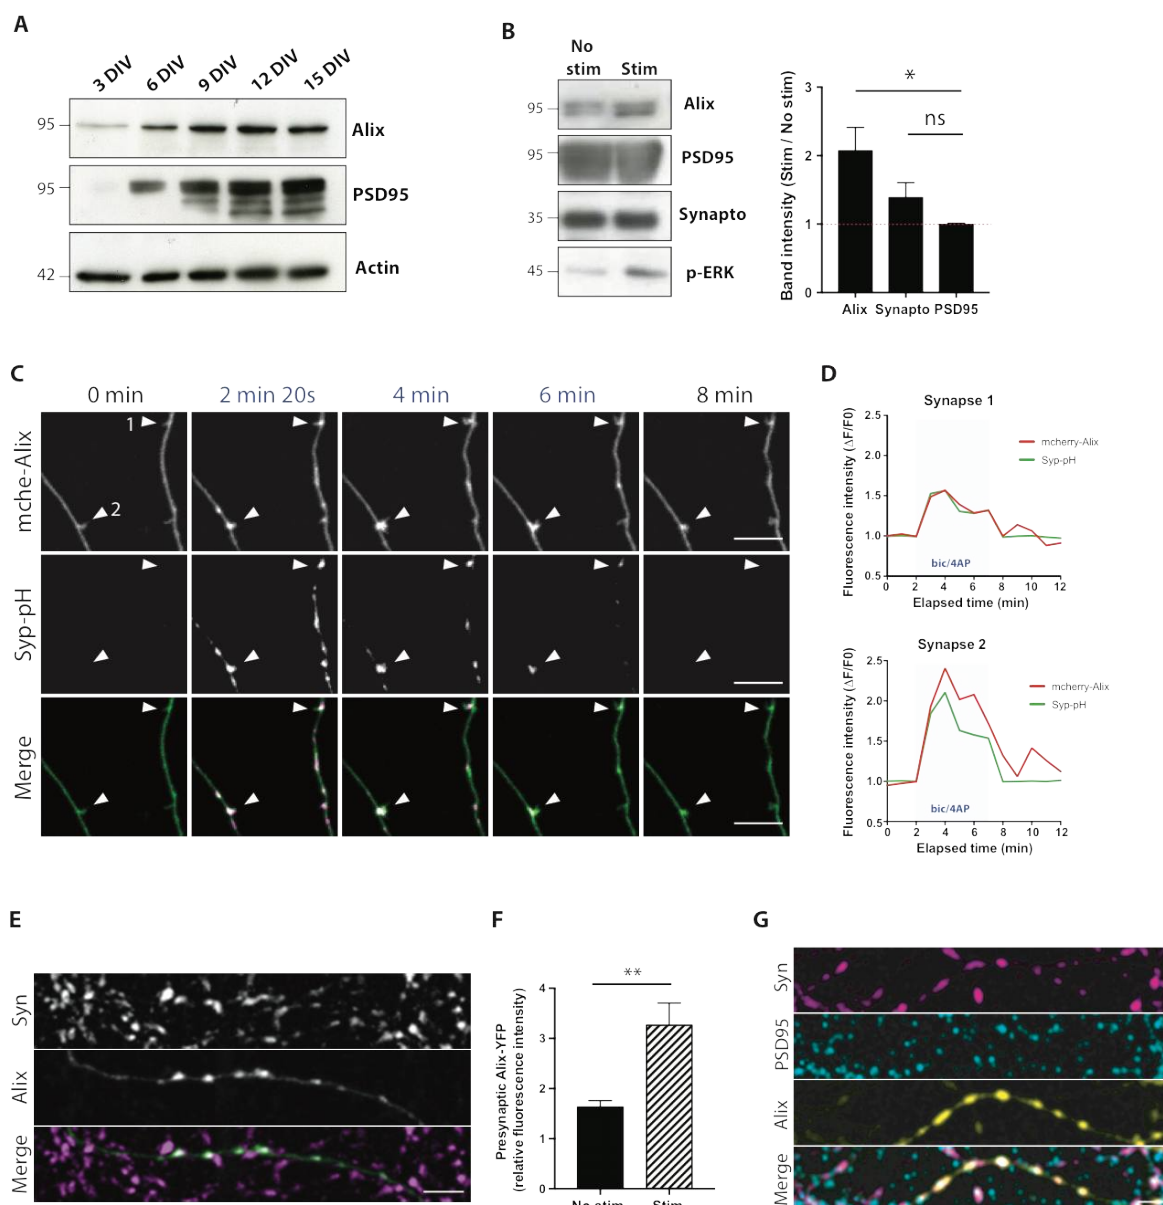 A
3 DIV
6 DIV
9 DIV
12 DIV
15 DIV
95
Alix
95
PSD95
42
Actin
B
No stim
Stim
95
Alix
95
PSD95
35
Synapto
45
p-ERK
Band intensity (Stim / No stim)
3
2
1
0
*
ns
Alix Synapto PSD95
C
0 min
2 min 20s
4 min
6 min
8 min
mche-Alix
1
2
Syp-pH
Merge
D
Synapse 1
Fluorescence intensity (ΔF/F0)
2.5
2.0
1.5
1.0
0.5
mcherry-Alix
Syp-pH
bic/4AP
0 2 4 6 8 10 12
Elapsed time (min)
Synapse 2
Fluorescence intensity (ΔF/F0)
2.5
2.0
1.5
1.0
0.5
mcherry-Alix
Syp-pH
bic/4AP
0 2 4 6 8 10 12
Elapsed time (min)
E
Syn
Alix
Merge
F
Presynaptic Alix-YFP
(relative fluorescence intensity)
4
3
2
1
0
**
No stim
Stim
G
Syn
PSD95
Alix
Merge